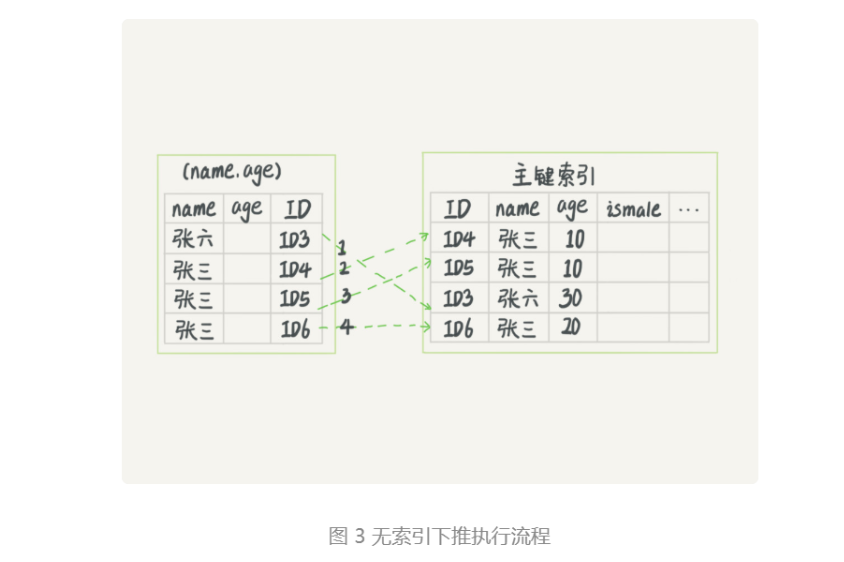 (name.age)
name age ID
张六 ID3
张三 ID4
张三 ID5
张三 ID6
1
2
3
4
主键索引
ID name age ismale ...
ID4 张三 10
ID5 张三 10
ID3 张六 30
ID6 张三 20
图 3 无索引下推执行流程